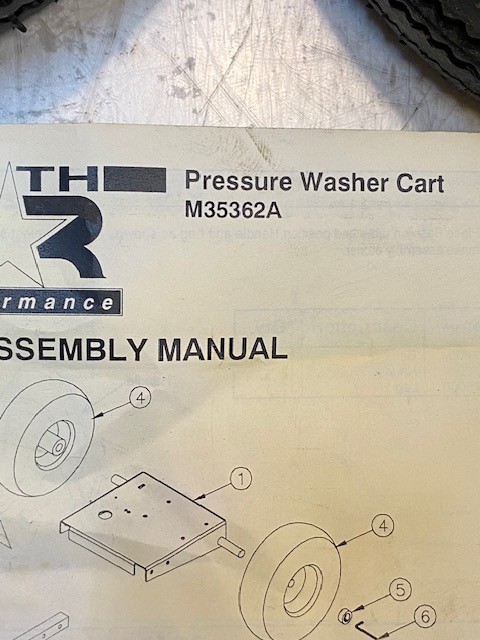 TH
Pressure Washer Cart
R
M35362A
rmance
SSEMBLY MANUAL
4
1
4
5
6